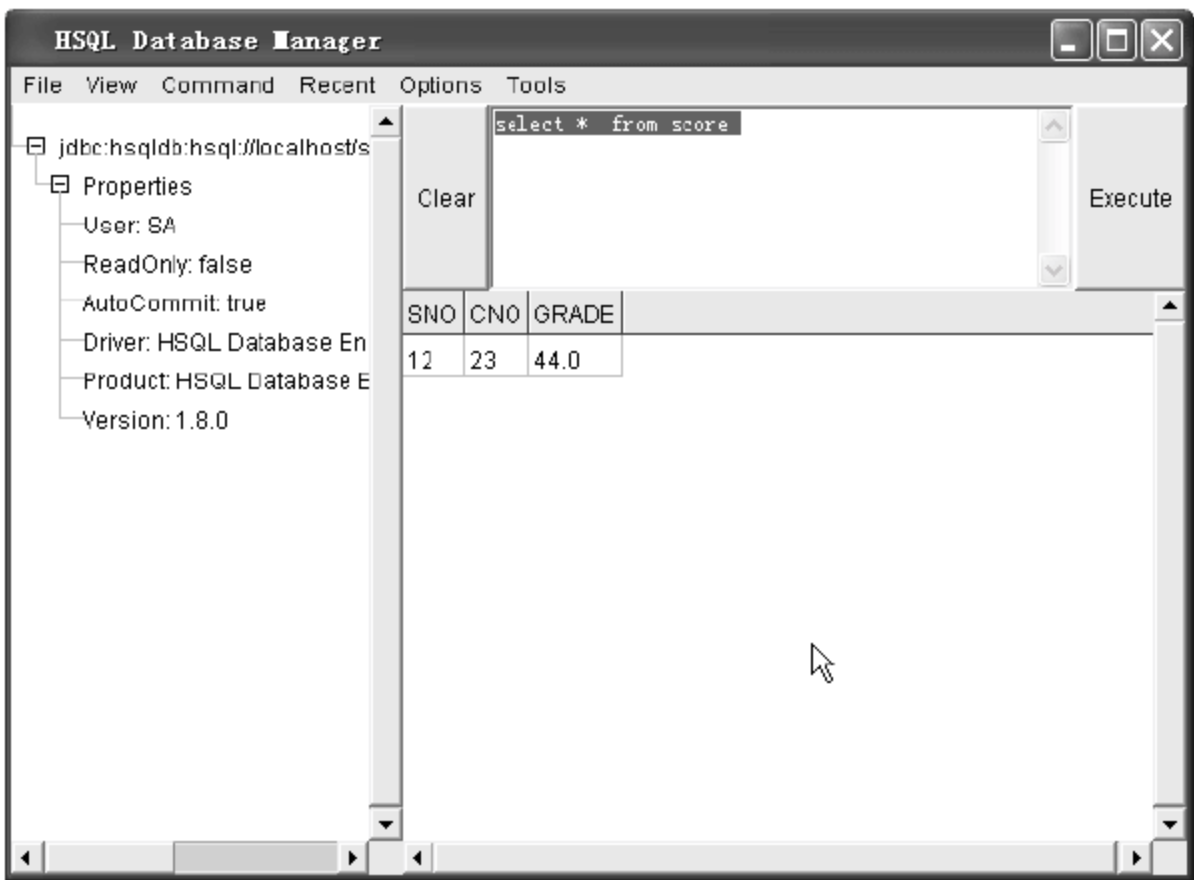 HSQL Database Manager
File View Command Recent Options Tools
jdbc:hsqldb:hsql://localhost/s
Properties
User: SA
ReadOnly: false
AutoCommit: true
Driver: HSQL Database En
Product: HSQL Database E
Version: 1.8.0
Clear
select * from score
Execute
SNO CNO GRADE
12 23 44.0